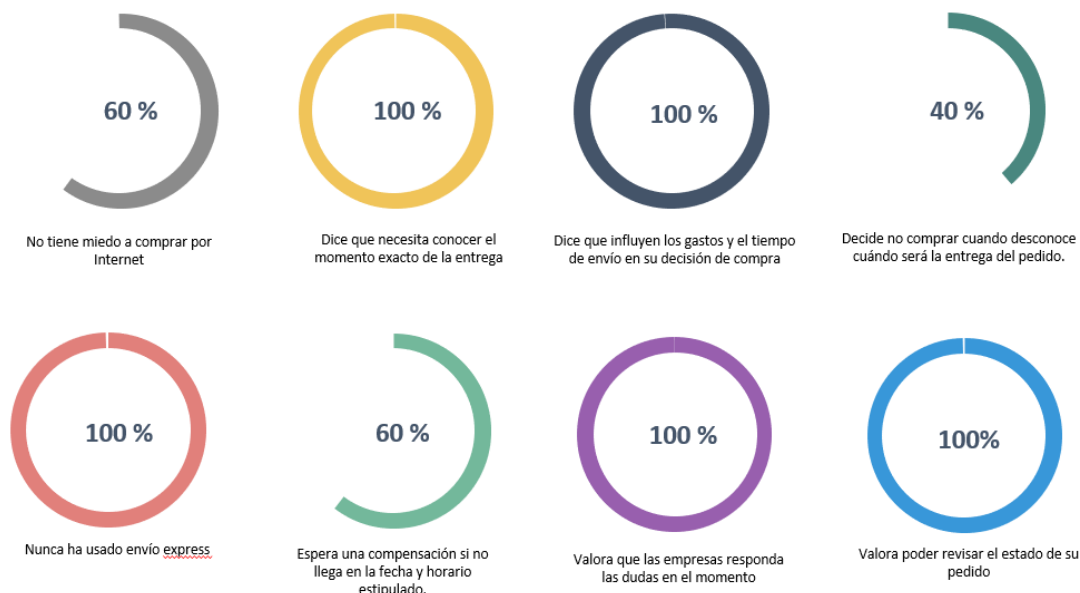 60 %
100 %
100 %
40 %
No tiene miedo a comprar por
Internet
Dice que necesita conocer el
momento exacto de la entrega
Dice que influyen los gastos y el tiempo
de envío en su decisión de compra
Decide no comprar cuando desconoce
cuándo será la entrega del pedido.
100 %
60 %
100 %
100%
Nunca ha usado envío express
Espera una compensación si no
llega en la fecha y horario
estipulado.
Valora que las empresas responda
las dudas en el momento
Valora poder revisar el estado de su
pedido